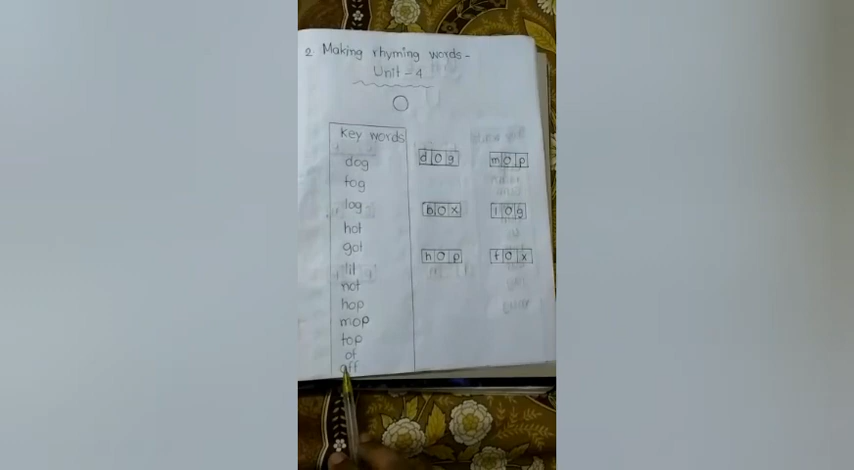 2 Making rhyming words -
Unit - 4
O
key words
dog
fog
log
hot
got
lit
not
hop
mop
top
of
off
dog mop
box log
hop fox